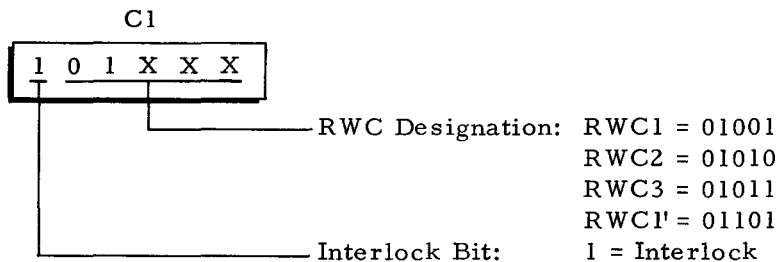 C1
1 0 1 X X X
RWC Designation: RWC1 = 01001
RWC2 = 01010
RWC3 = 01011
RWC1' = 01101
Interlock Bit: 1 = Interlock